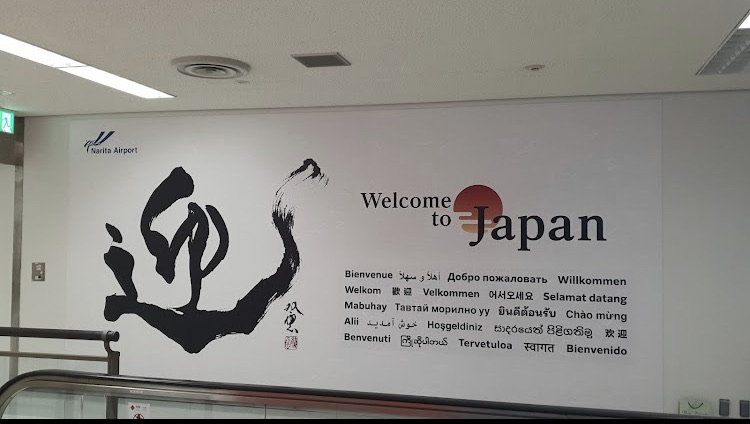 Narita Airport
迎
Welcome
to Japan
Bienvenue أهلاً و سهلاً Добро пожаловать Willkommen
Welkom 歡迎 Velkommen 어서오세요 Selamat datang
Mabuhay Тавтай морилно уу ยินดีต้อนรับ Chào mừng
Alii خوش آمدید Hoşgeldiniz සාදරයෙන් පිළිගනිමු 欢迎
Benvenuti ကြိုဆိုပါတယ် Tervetuloa स्वागत Bienvenido